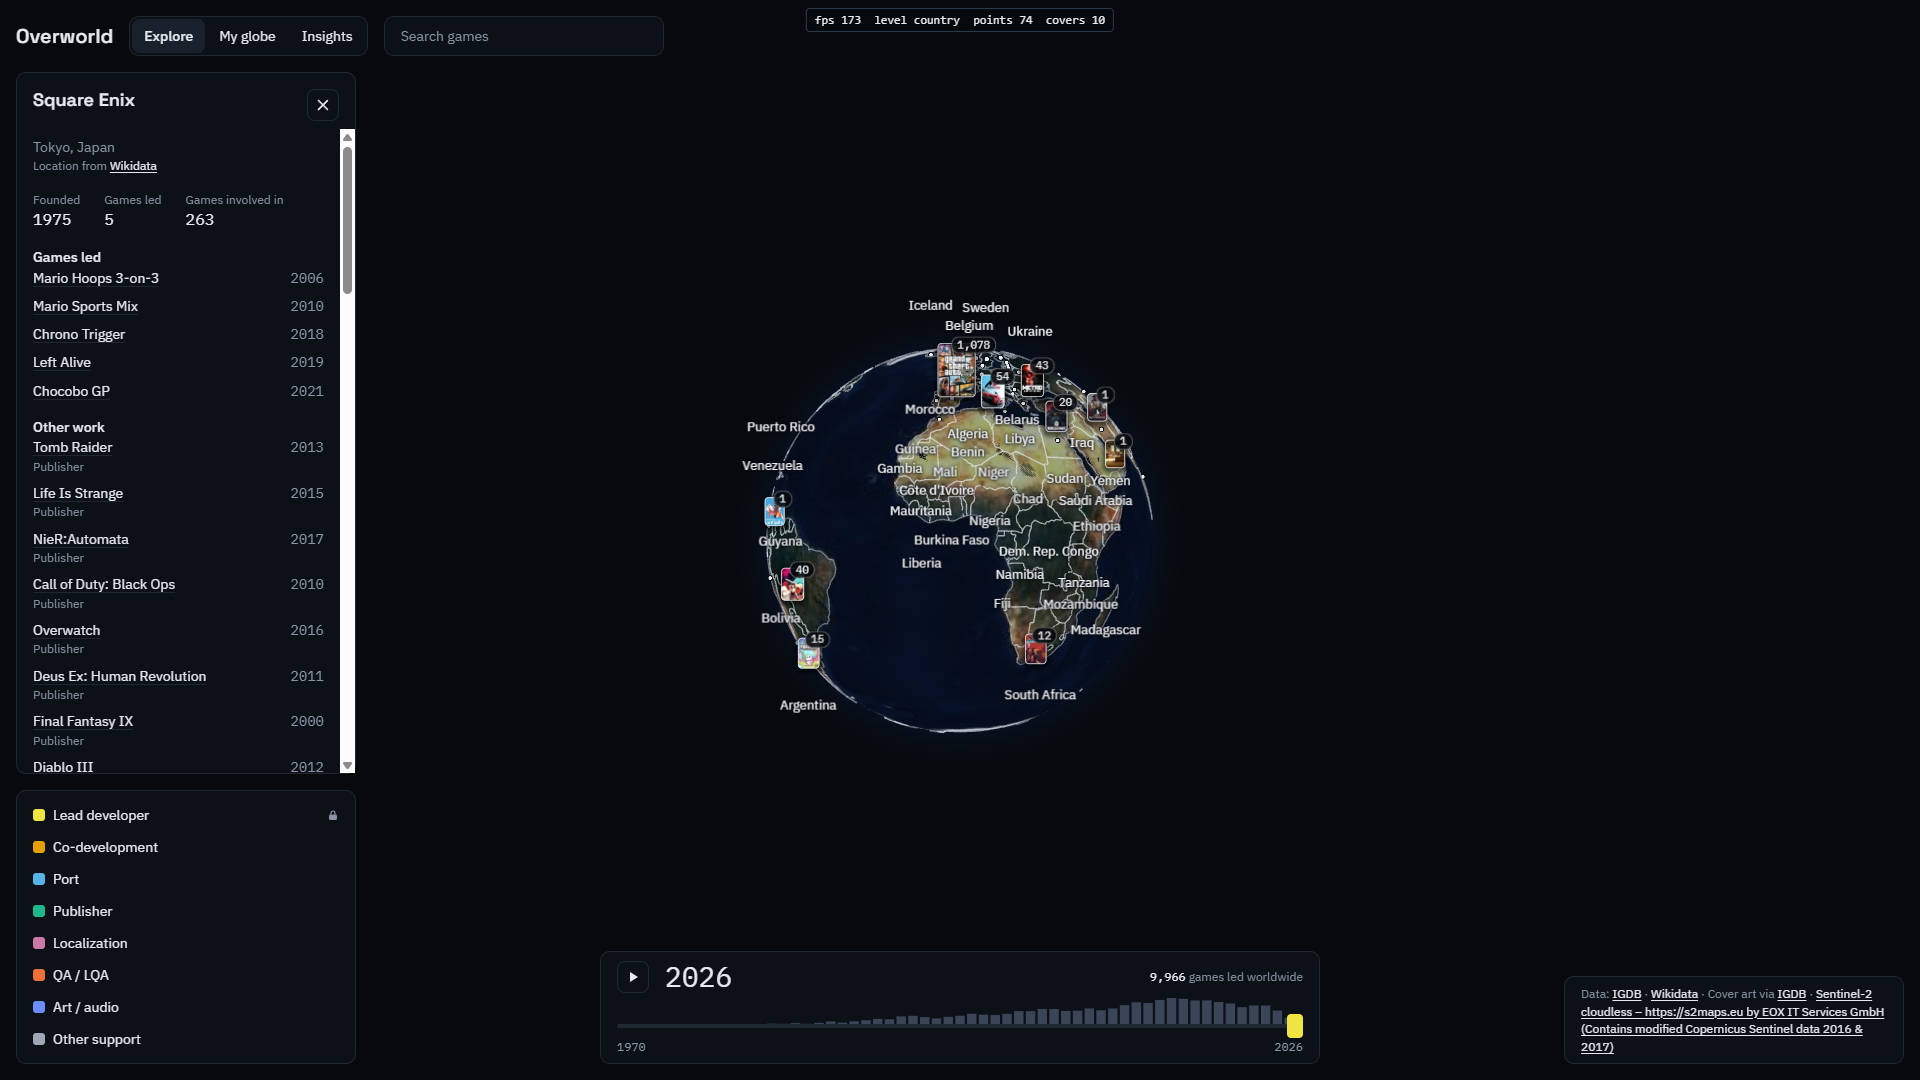 Overworld
Explore
My globe
Insights
Search games
fps 173 level country points 74 covers 10
Square Enix
Tokyo, Japan
Location from Wikidata
Founded Games led Games involved in
1975 5 263
Games led
Mario Hoops 3-on-3 2006
Mario Sports Mix 2010
Chrono Trigger 2018
Left Alive 2019
Chocobo GP 2021
Other work
Tomb Raider 2013
Publisher
Life Is Strange 2015
Publisher
NieR:Automata 2017
Publisher
Call of Duty: Black Ops 2010
Publisher
Overwatch 2016
Publisher
Deus Ex: Human Revolution 2011
Publisher
Final Fantasy IX 2000
Publisher
Diablo III 2012
Lead developer
Co-development
Port
Publisher
Localization
QA / LQA
Art / audio
Other support
Iceland Sweden
Belgium
Ukraine
1,078
43
54
1
20
Morocco
Belarus
Puerto Rico
Algeria
Libya
Iraq
1
Guinea
Benin
Venezuela
Gambia
Mali
Niger
Sudan
Yemen
Côte d'Ivoire
Chad
Saudi Arabia
1
Mauritania
Nigeria
Ethiopia
Guyana
Burkina Faso
Dem. Rep. Congo
Liberia
40
Namibia
Tanzania
Fiji
Mozambique
Bolivia
Madagascar
15
12
South Africa
Argentina
2026
9,966 games led worldwide
1970 2026
Data: IGDB · Wikidata · Cover art via IGDB · Sentinel-2
cloudless – https://s2maps.eu by EOX IT Services GmbH
(Contains modified Copernicus Sentinel data 2016 &
2017)